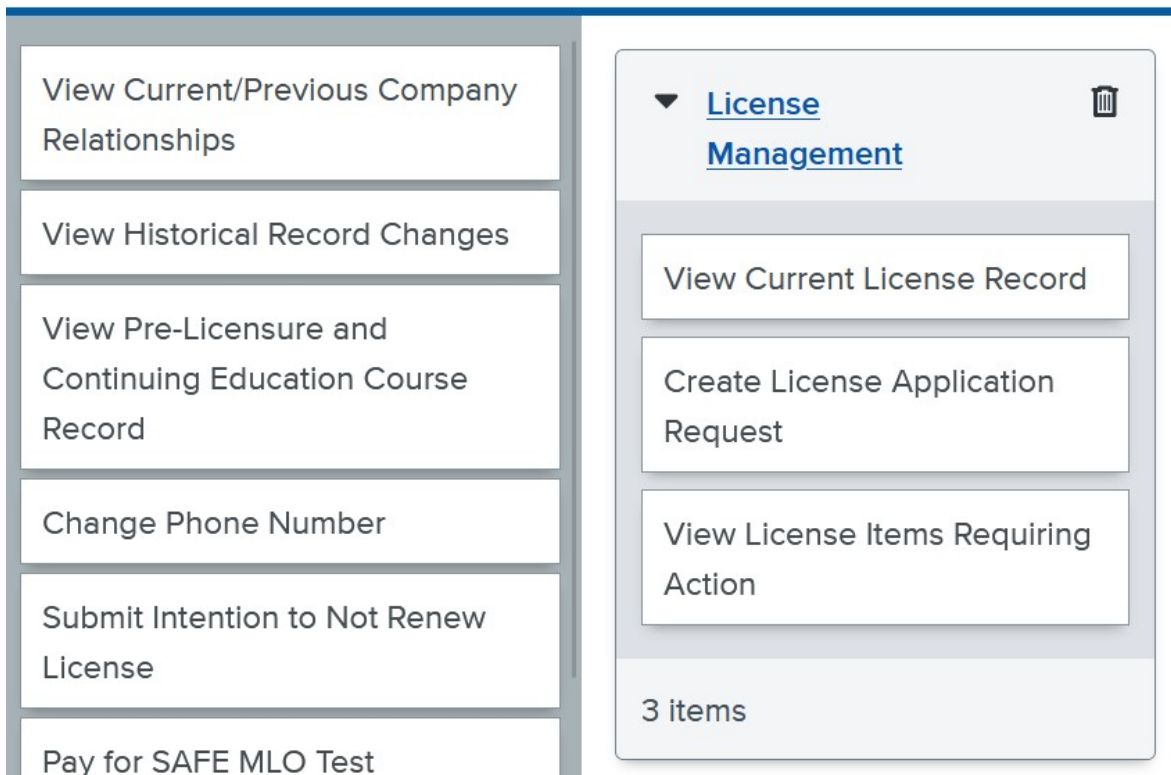 View Current/Previous Company
Relationships
View Historical Record Changes
View Pre-Licensure and
Continuing Education Course
Record
Change Phone Number
Submit Intention to Not Renew
License
Pay for SAFE MLO Test
License
Management
View Current License Record
Create License Application
Request
View License Items Requiring
Action
3 items